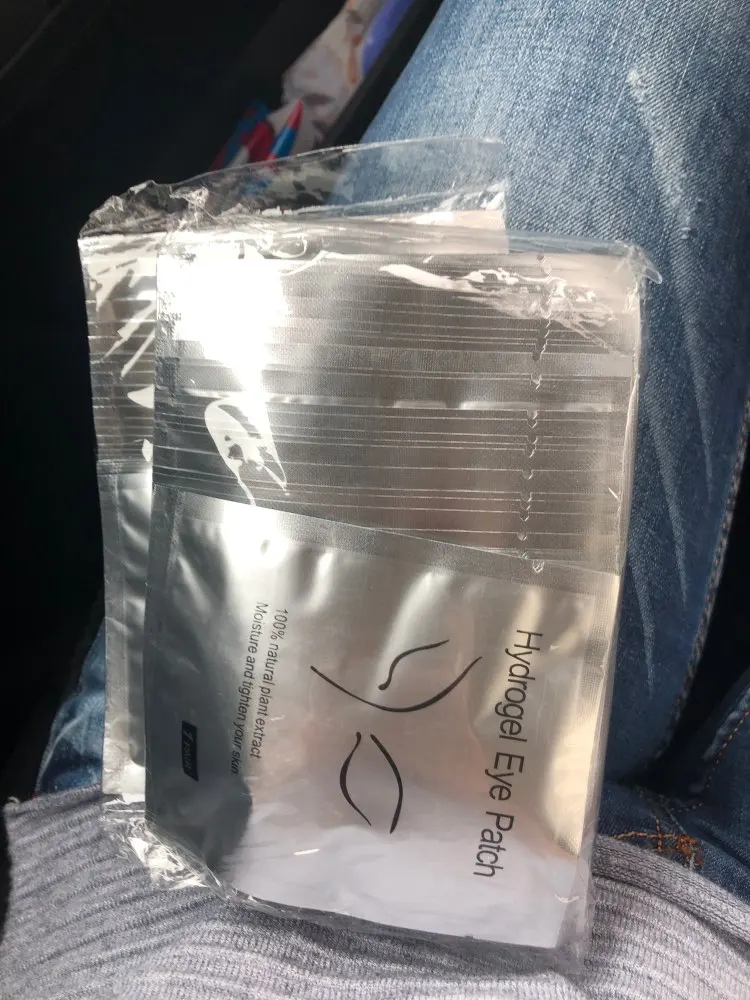 Hydrogel Eye Patch
100% natural plant extract
Moisture and tighten your skin